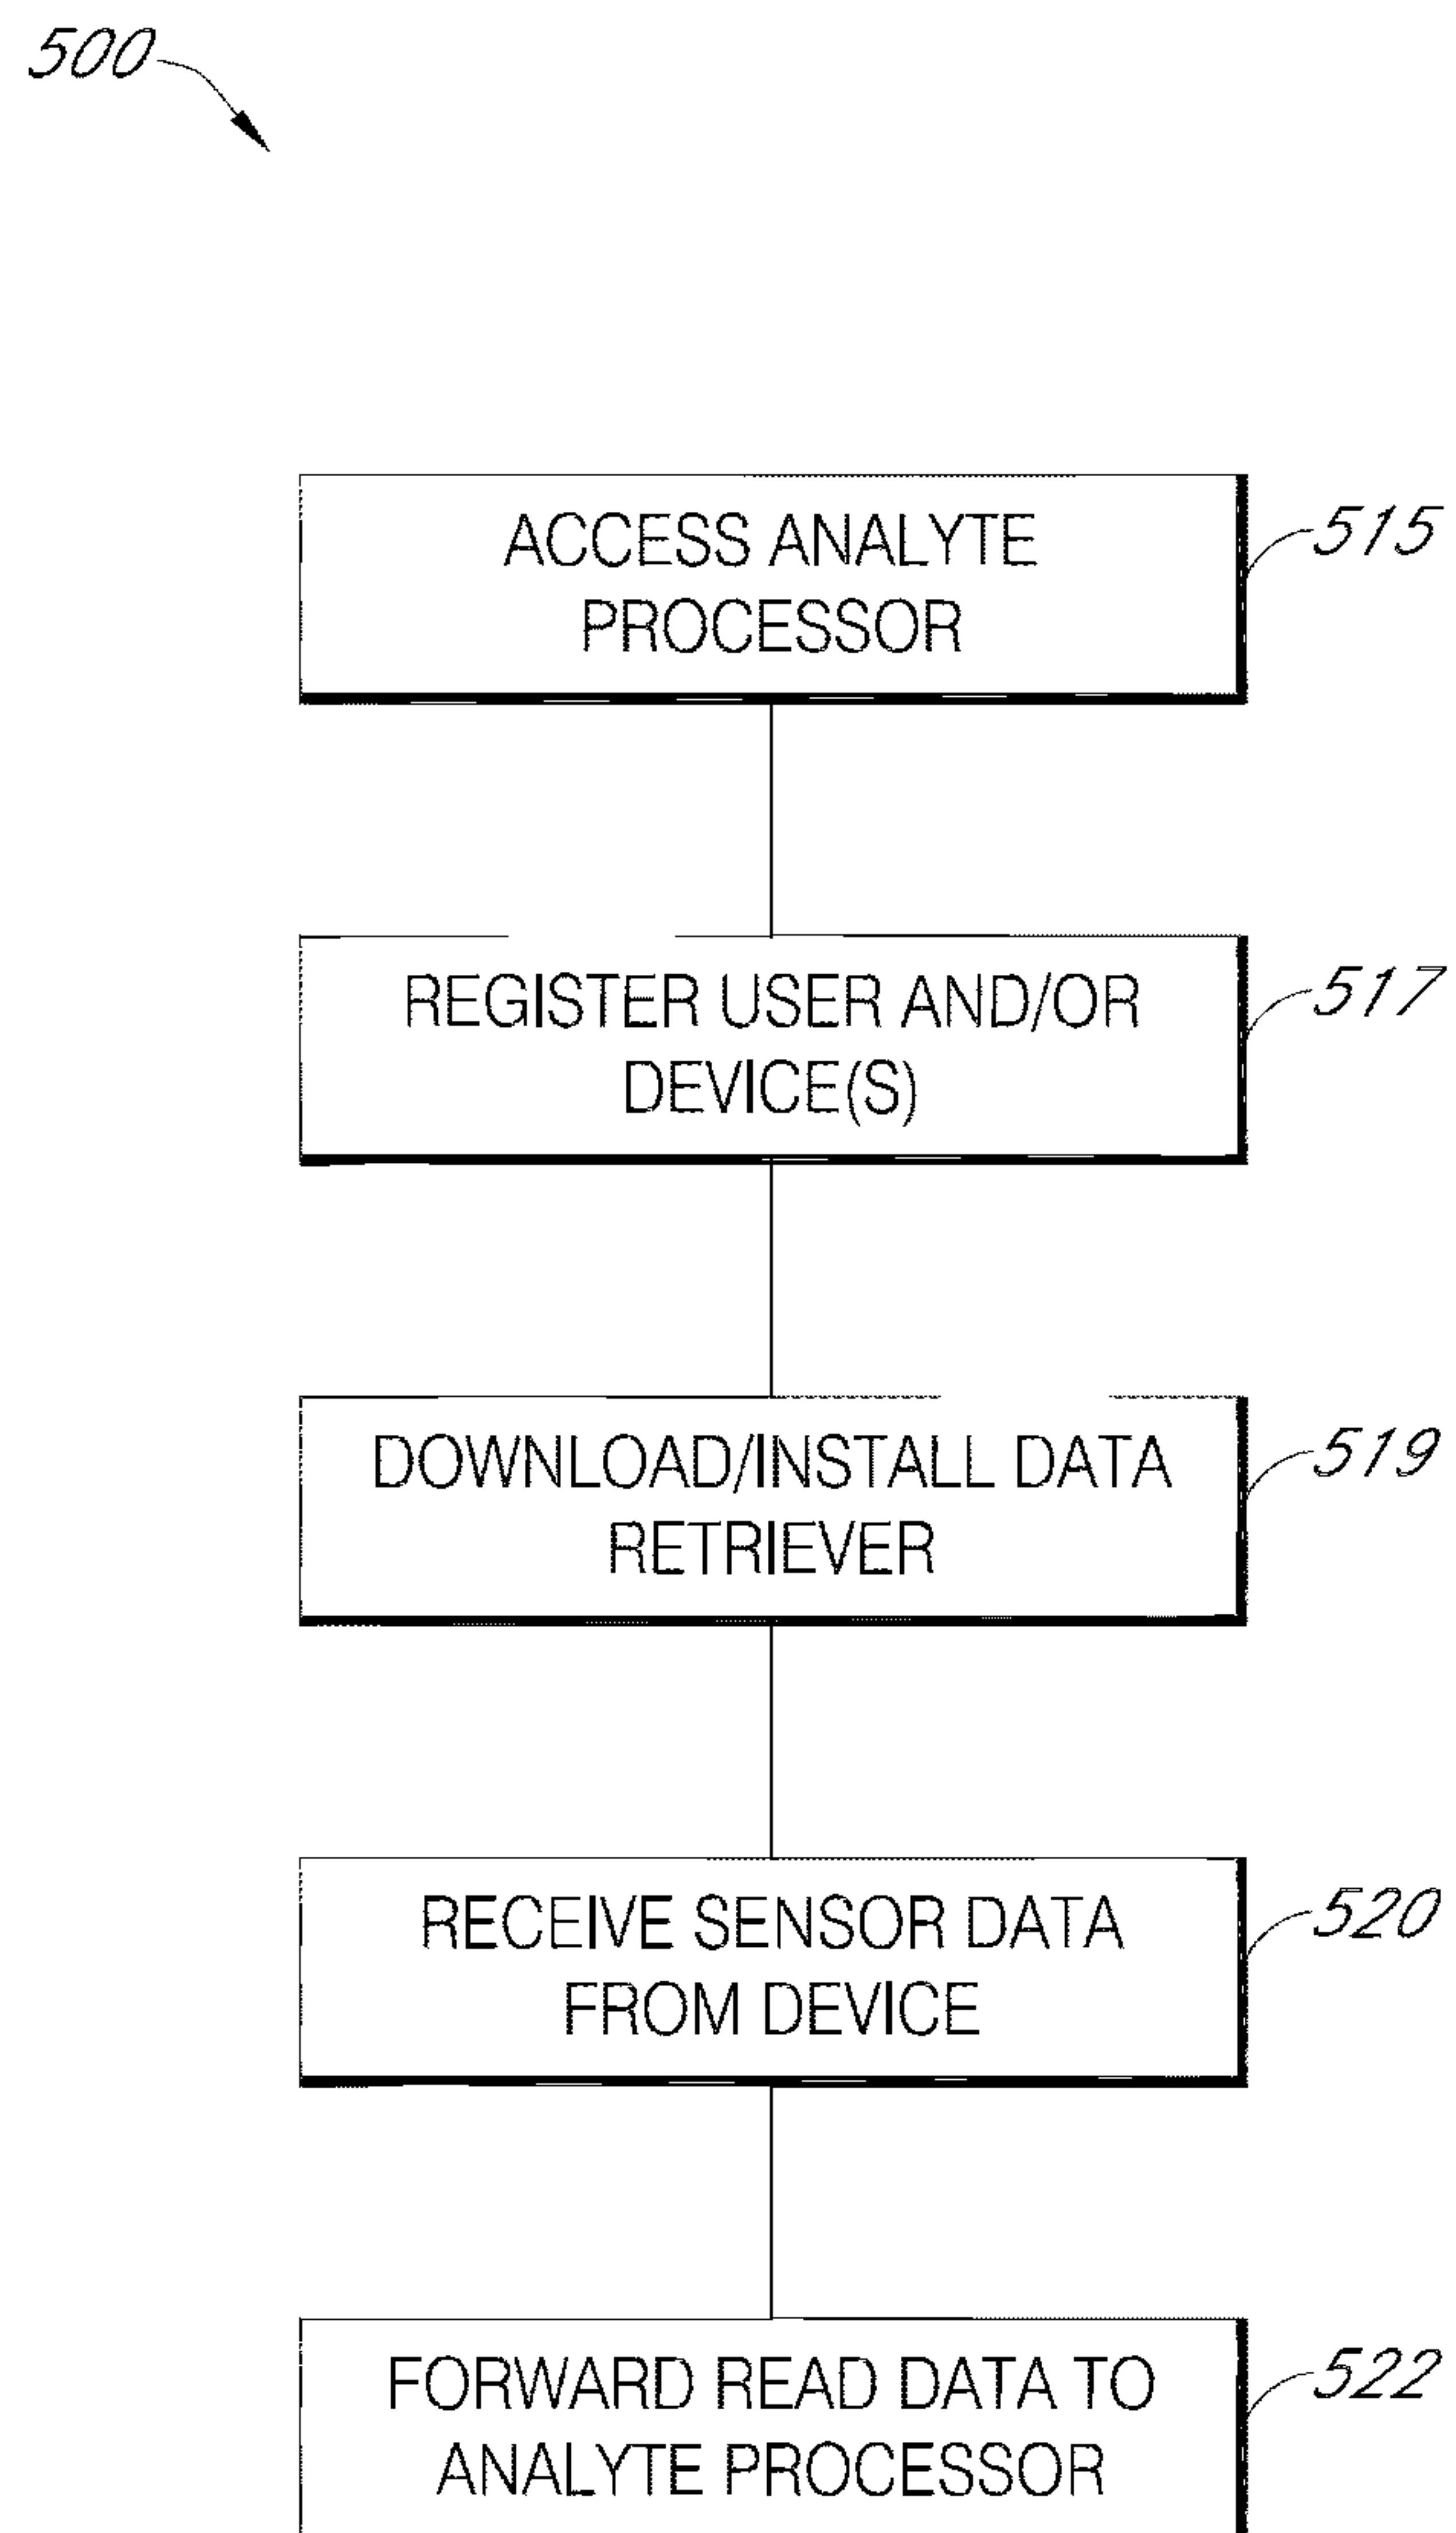 500
ACCESS ANALYTE
PROCESSOR
515
REGISTER USER AND/OR
DEVICE(S)
517
DOWNLOAD/INSTALL DATA
RETRIEVER
519
RECEIVE SENSOR DATA
FROM DEVICE
520
FORWARD READ DATA TO
ANALYTE PROCESSOR
522